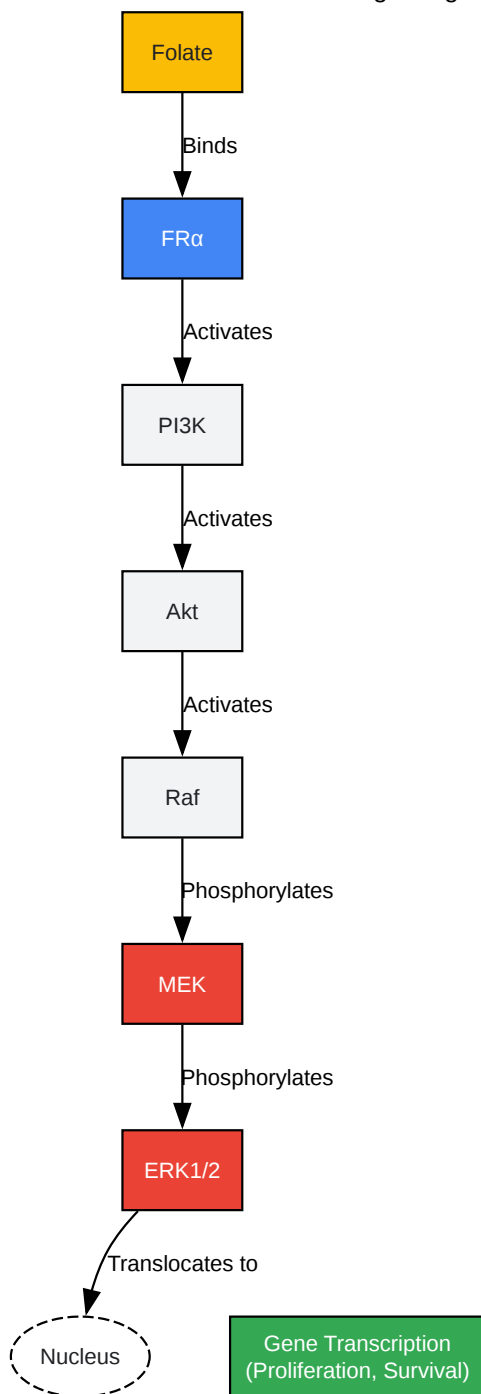 Folate
Binds
FRα
Activates
PI3K
Activates
Akt
Activates
Raf
Phosphorylates
MEK
Phosphorylates
ERK1/2
Translocates to
Nucleus
Gene Transcription
(Proliferation, Survival)